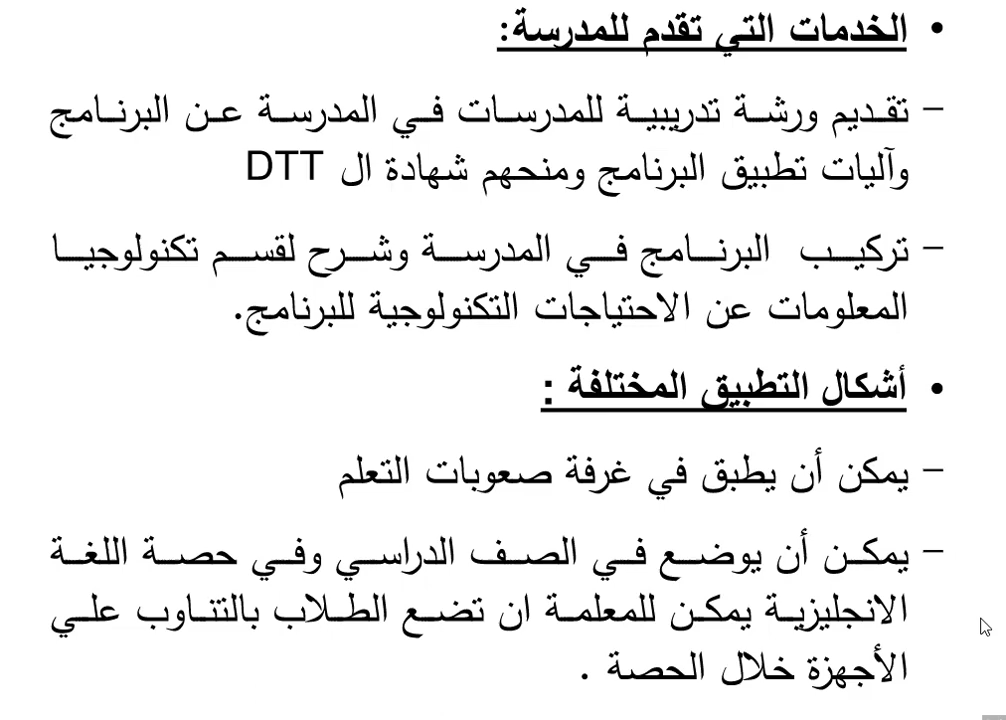 • الخدمات التي تقدم للمدرسة:
– تقديم ورشة تدريبية للمدرسات في المدرسة عن البرنامج
وآليات تطبيق البرنامج ومنحهم شهادة ال DTT
– تركيب البرنامج في المدرسة وشرح لقسم تكنولوجيا
المعلومات عن الاحتياجات التكنولوجية للبرنامج.
• أشكال التطبيق المختلفة :
– يمكن أن يطبق في غرفة صعوبات التعلم
– يمكن أن يوضع في الصف الدراسي وفي حصة اللغة
الانجليزية يمكن للمعلمة ان تضع الطلاب بالتناوب علي
الأجهزة خلال الحصة .